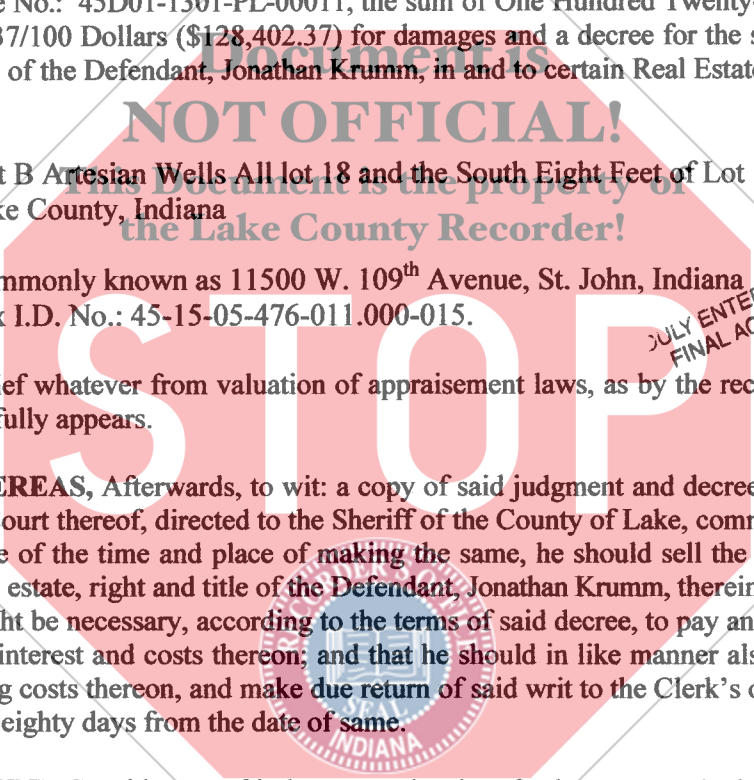 No.: 45D01-1301-PL-00011, the sum of One Hundred Twenty-
37/100 Dollars ($128,402.37) for damages and a decree for the
of the Defendant, Jonathan Krumm, in and to certain Real Estate
Document is
NOT OFFICIAL!
This Document is the property of
the Lake County Recorder!
B Artesian Wells All lot 18 and the South Eight Feet of Lot
County, Indiana
known as 11500 W. 109th Avenue, St. John, Indiana
I.D. No.: 45-15-05-476-011.000-015.
DULY ENTER
FINAL AC
whatever from valuation of appraisement laws, as by the rec
fully appears.
STOP
EREAS, Afterwards, to wit: a copy of said judgment and decree
ourt thereof, directed to the Sheriff of the County of Lake, comm
of the time and place of making the same, he should sell the
estate, right and title of the Defendant, Jonathan Krumm, therein
ht be necessary, according to the terms of said decree, to pay an
interest and costs thereon; and that he should in like manner als
g costs thereon, and make due return of said writ to the Clerk's
eighty days from the date of same.
RECORDER'S OFFICE
SEAL
INDIANA